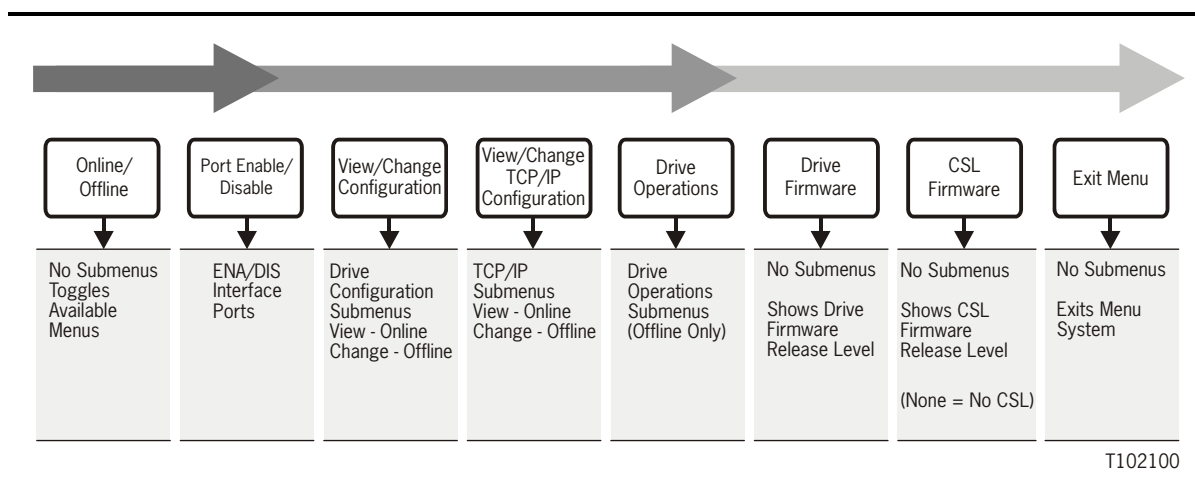 Online/
Offline
Port Enable/
Disable
View/Change
Configuration
View/Change
TCP/IP
Configuration
Drive
Operations
Drive
Firmware
CSL
Firmware
Exit Menu
No Submenus
Toggles
Available
Menus
ENA/DIS
Interface
Ports
Drive
Configuration
Submenus
View - Online
Change - Offline
TCP/IP
Submenus
View - Online
Change - Offline
Drive
Operations
Submenus
(Offline Only)
No Submenus
Shows Drive
Firmware
Release Level
No Submenus
Shows CSL
Firmware
Release Level
(None = No CSL)
No Submenus
Exits Menu
System
T102100